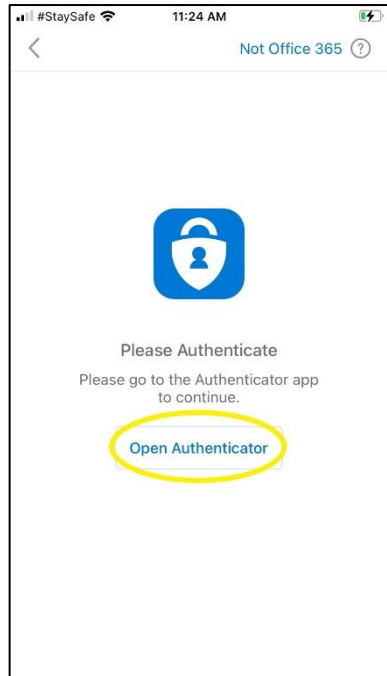 #StaySafe 11:24 AM
Not Office 365 ?
Please Authenticate
Please go to the Authenticator app
to continue.
Open Authenticator